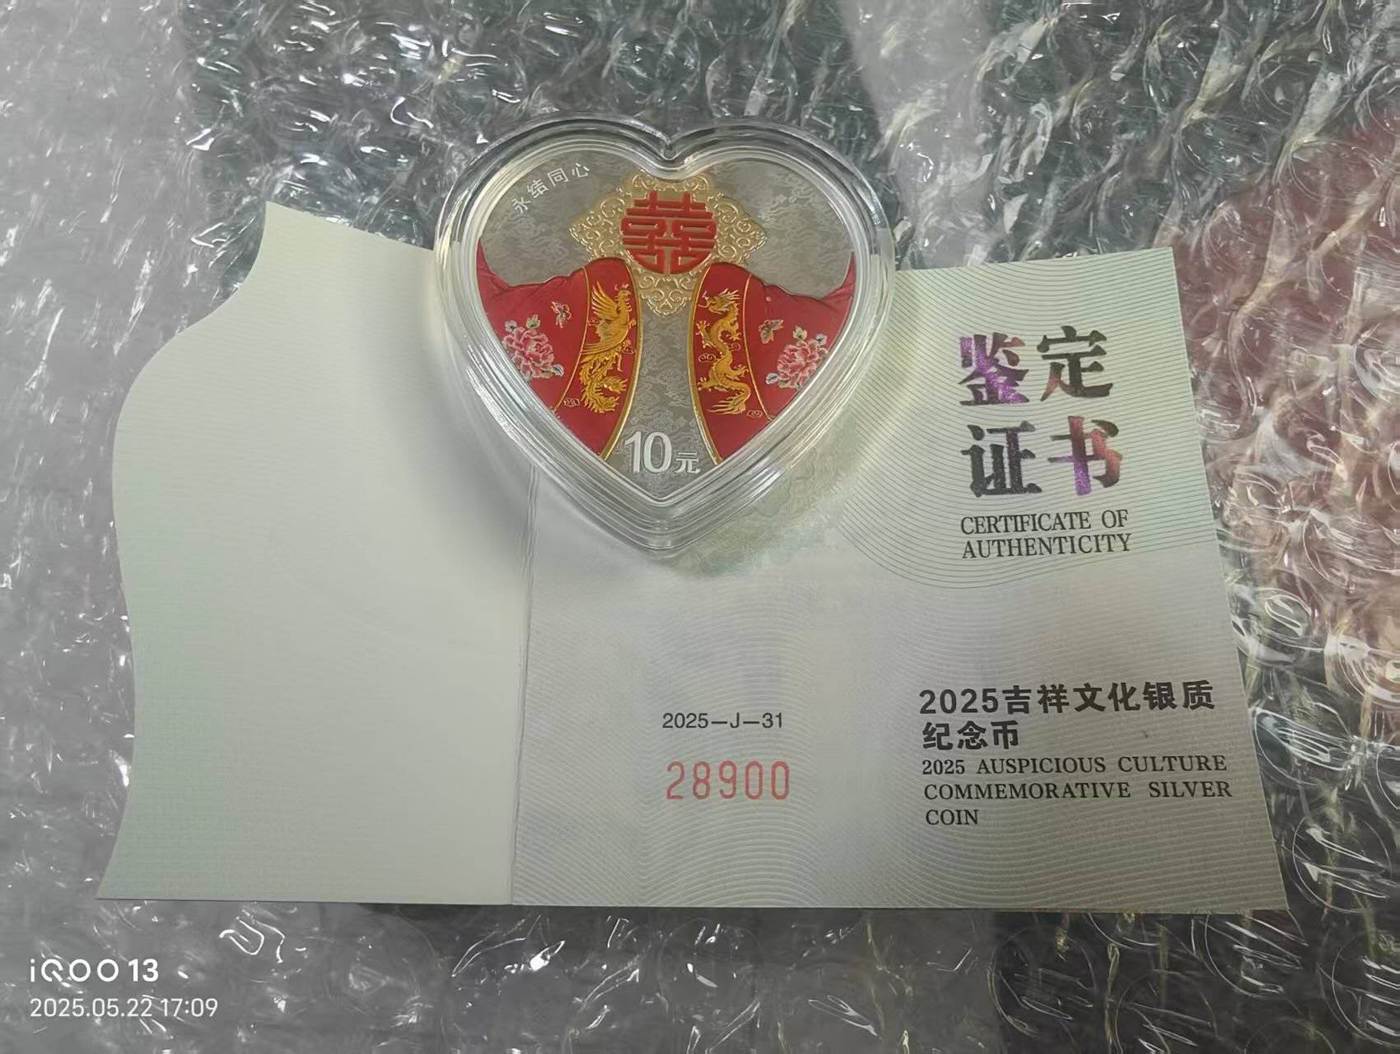 永结同心
囍
10元
鉴定
证书
CERTIFICATE OF
AUTHENTICITY
2025—J—31
28900
2025吉祥文化银质
纪念币
2025 AUSPICIOUS CULTURE
COMMEMORATIVE SILVER
COIN
iQOO 13
2025.05.22 17:09